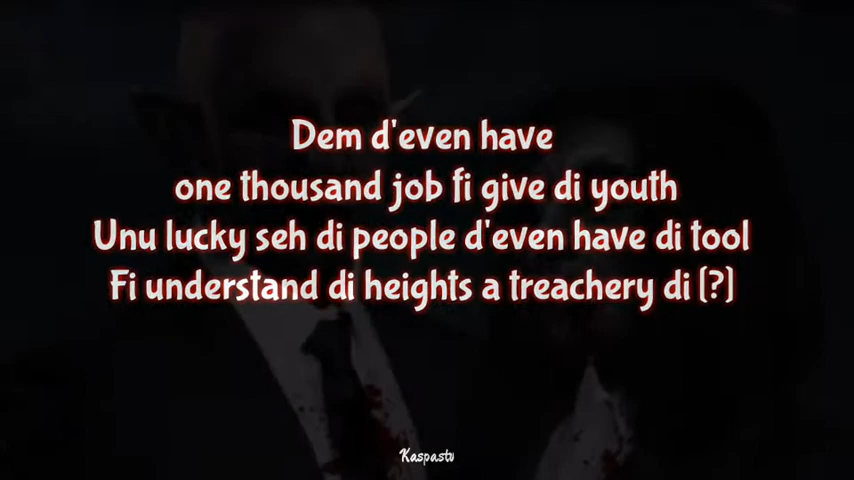 Dem d'even have
one thousand job fi give di youth
Unu lucky seh di people d'even have di tool
Fi understand di heights a treachery di (?)
Kaspastv